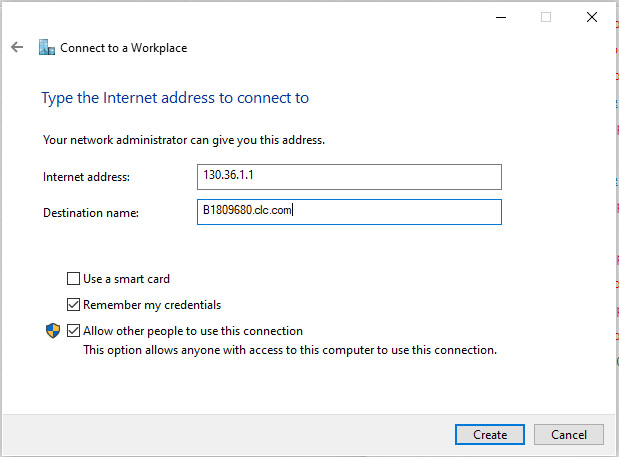 Connect to a Workplace
Type the Internet address to connect to
Your network administrator can give you this address.
Internet address: 130.36.1.1
Destination name: B1809680.clc.com
Use a smart card
Remember my credentials
Allow other people to use this connection
This option allows anyone with access to this computer to use this connection.
Create Cancel